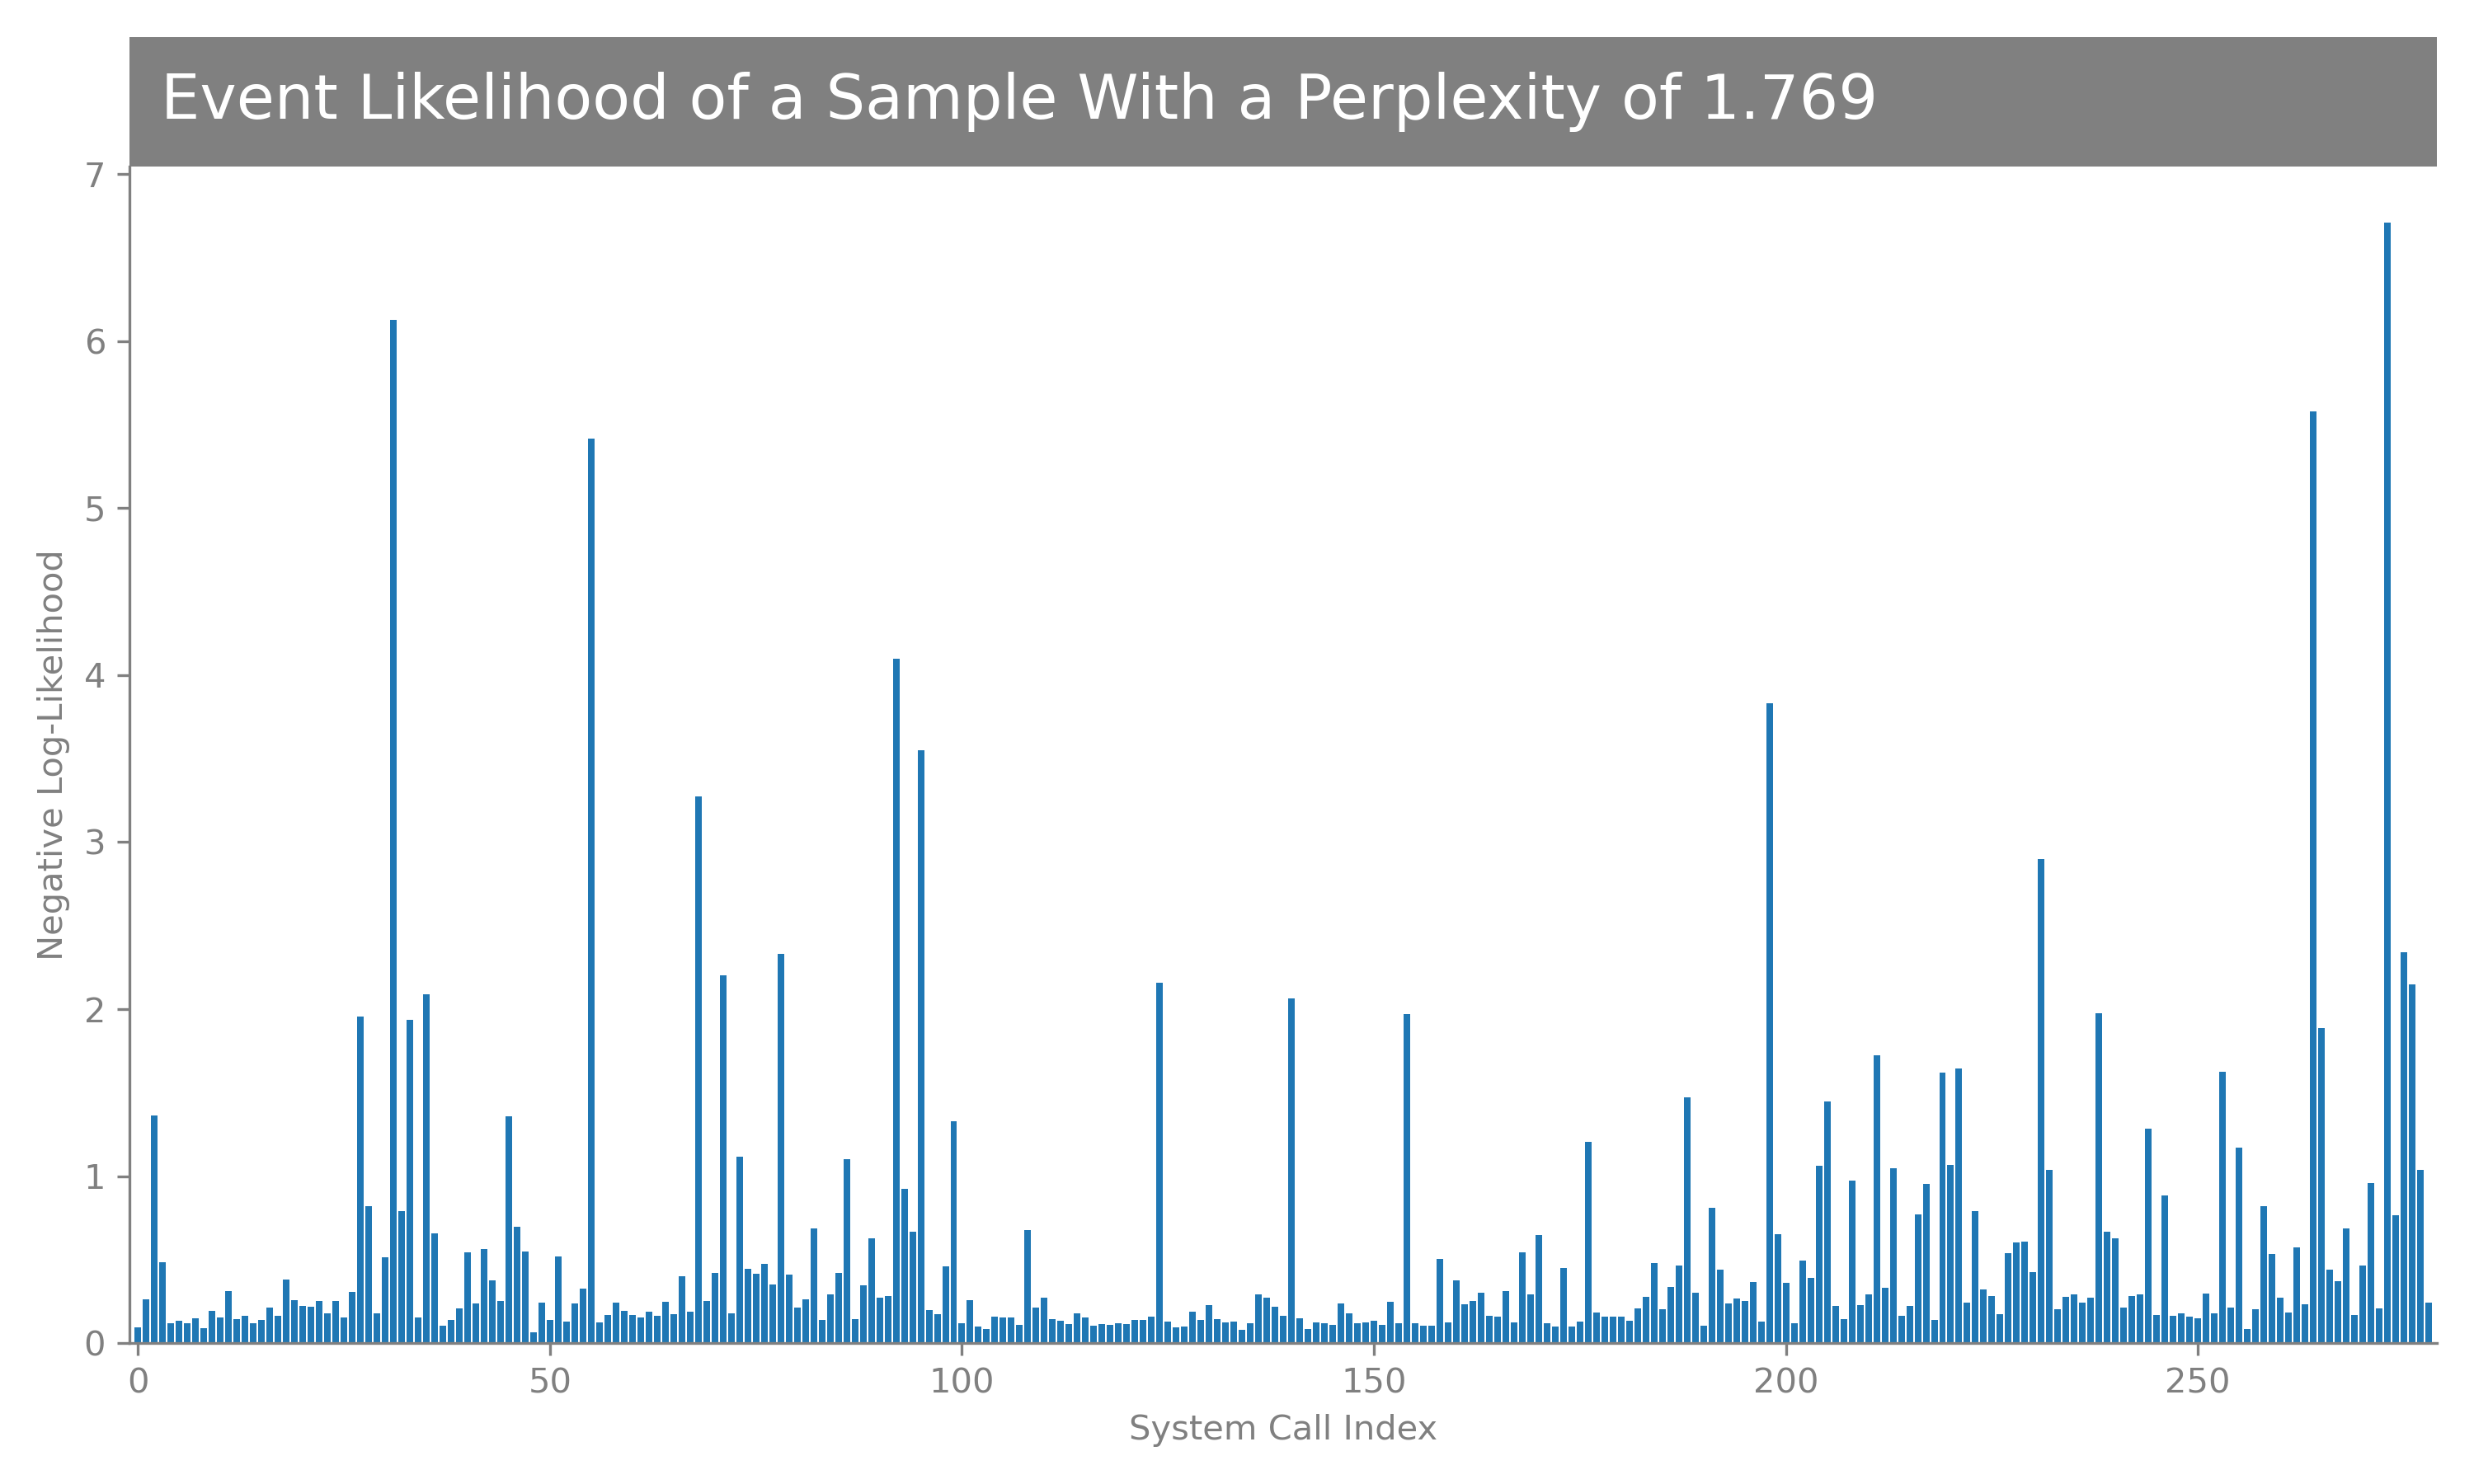 Event Likelihood of a Sample With a Perplexity of 1.769
7
6
5
4
3
2
1
0
Negative Log-Likelihood
0 50 100 150 200 250
System Call Index